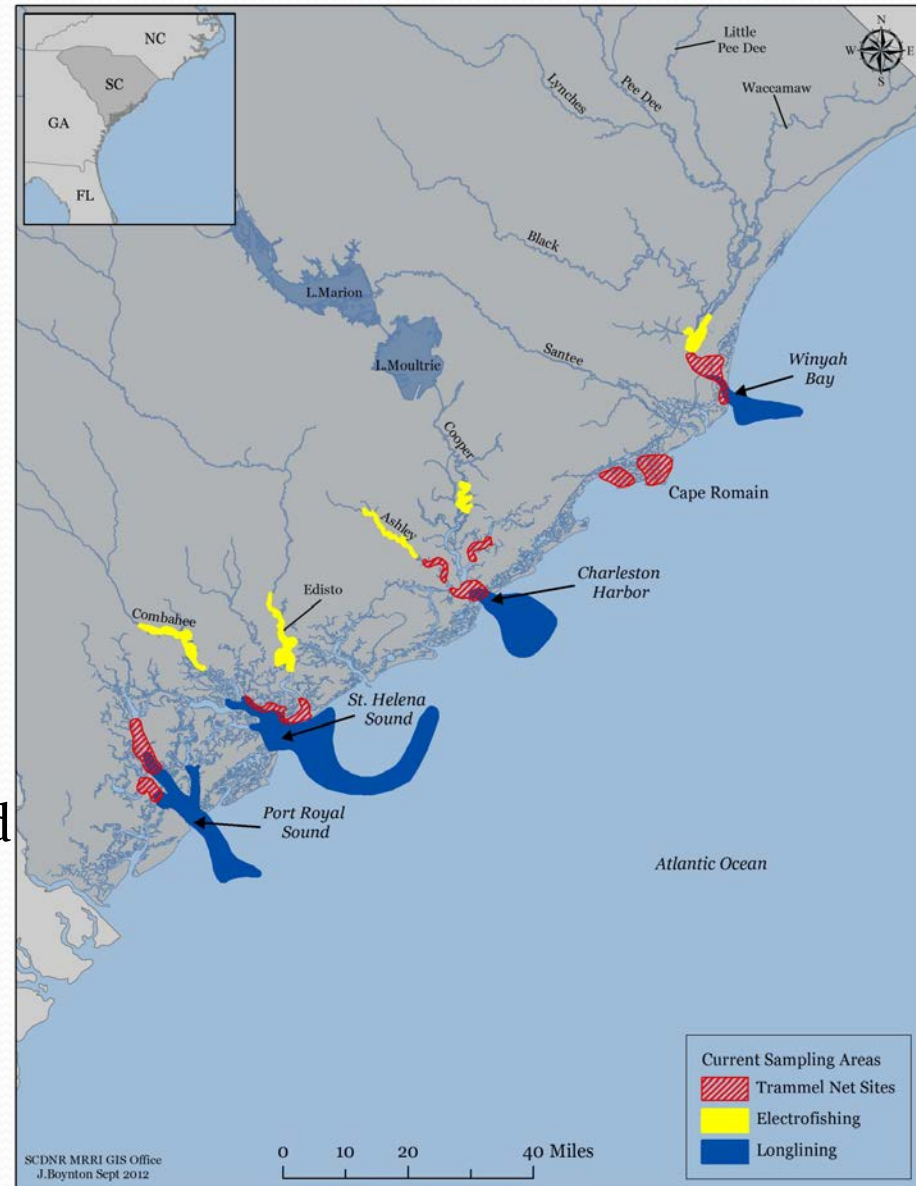 NC
SC
GA
FL
N
W E
S
Little
Pee Dee
Pee Dee
Lynches
Waccamaw
Black
L.Marion
L.Moultrie
Santee
Winyah
Bay
Cooper
Cape Romain
Ashley
Charleston
Harbor
Edisto
Combahee
St. Helena
Sound
Port Royal
Sound
d
Atlantic Ocean
Current Sampling Areas
Trammel Net Sites
Electrofishing
Longlining
0 10 20 40 Miles
SCDNR MRRI GIS Office
J.Boynton Sept 2012